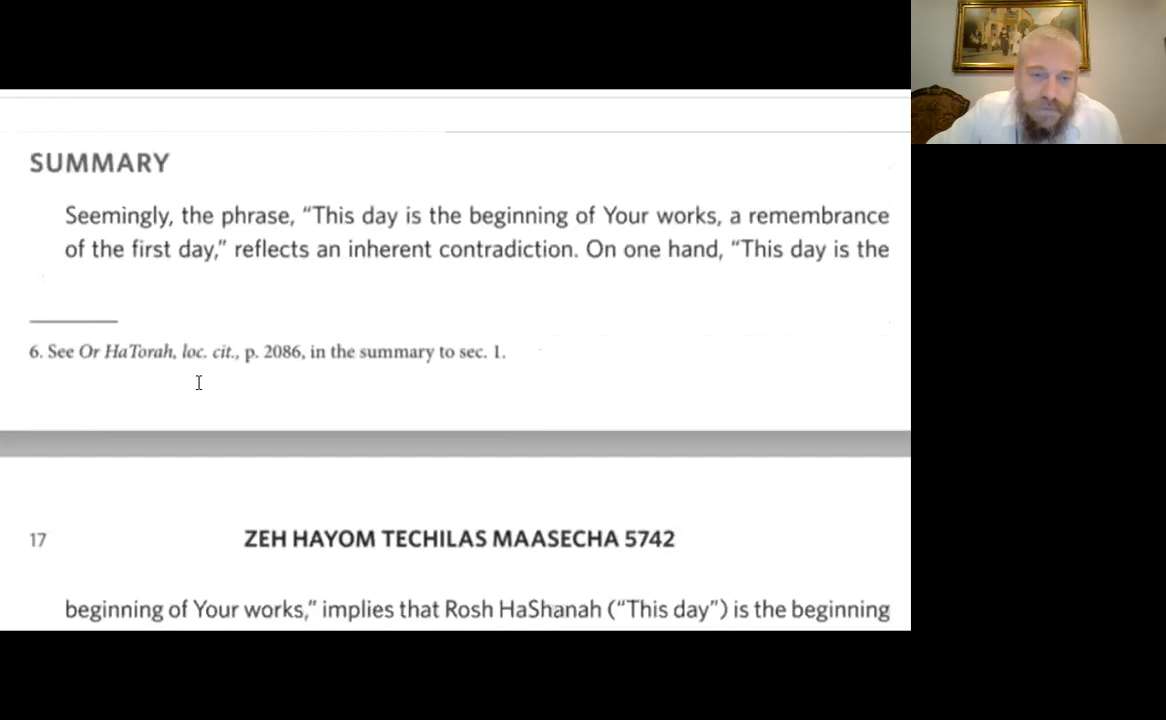 SUMMARY
Seemingly, the phrase, “This day is the beginning of Your works, a remembrance
of the first day,” reflects an inherent contradiction. On one hand, “This day is the
6. See Or HaTorah, loc. cit., p. 2086, in the summary to sec. 1.
17 ZEH HAYOM TECHILAS MAASECHA 5742
beginning of Your works,” implies that Rosh HaShanah (“This day”) is the beginning